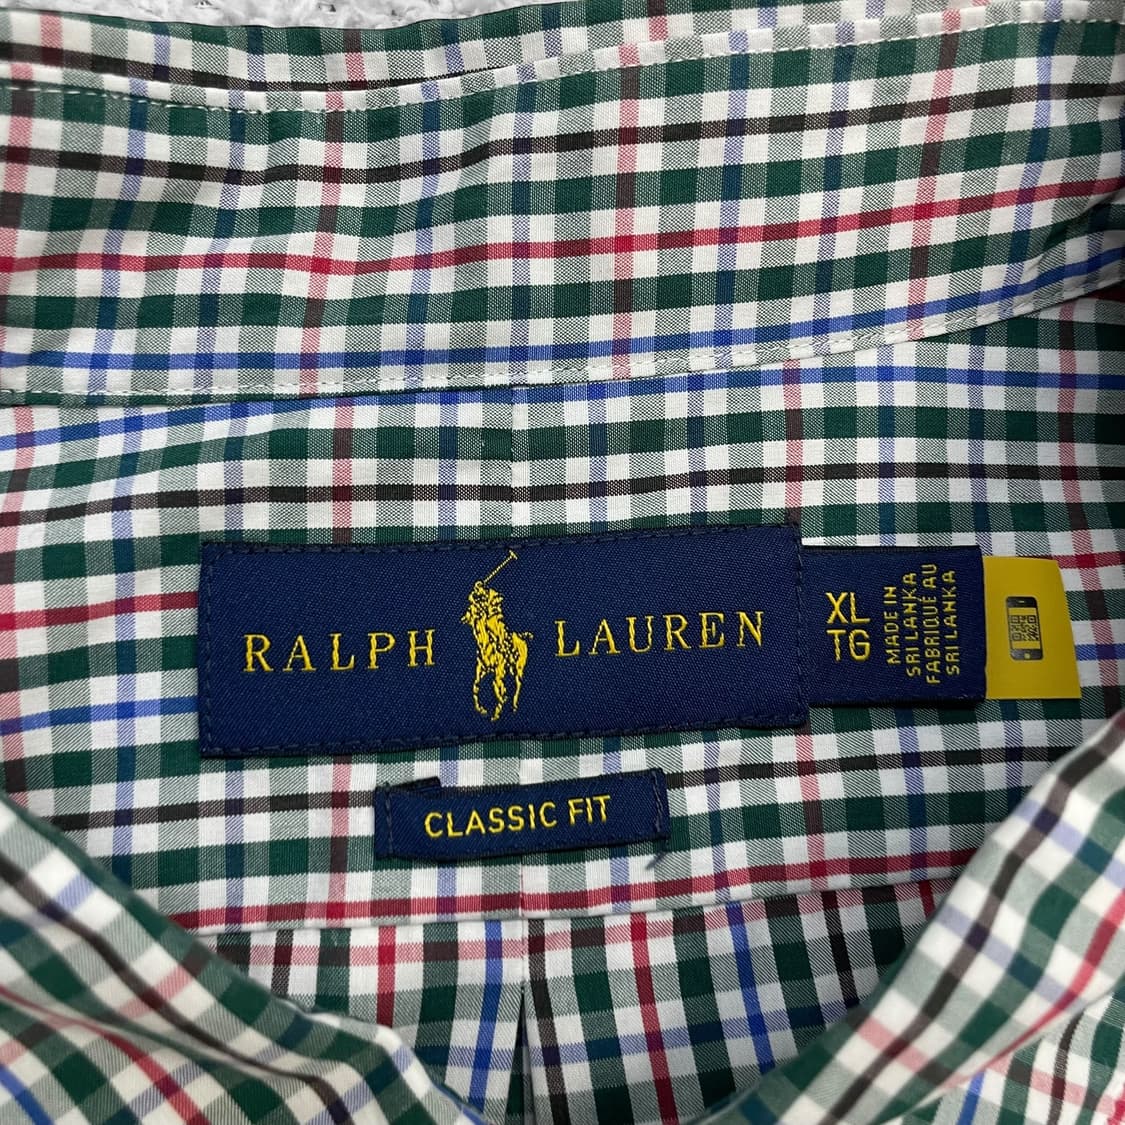 RALPH LAUREN
XL
TG
MADE IN
SRI LANKA
FABRIQUÉ AU
SRI LANKA
CLASSIC FIT